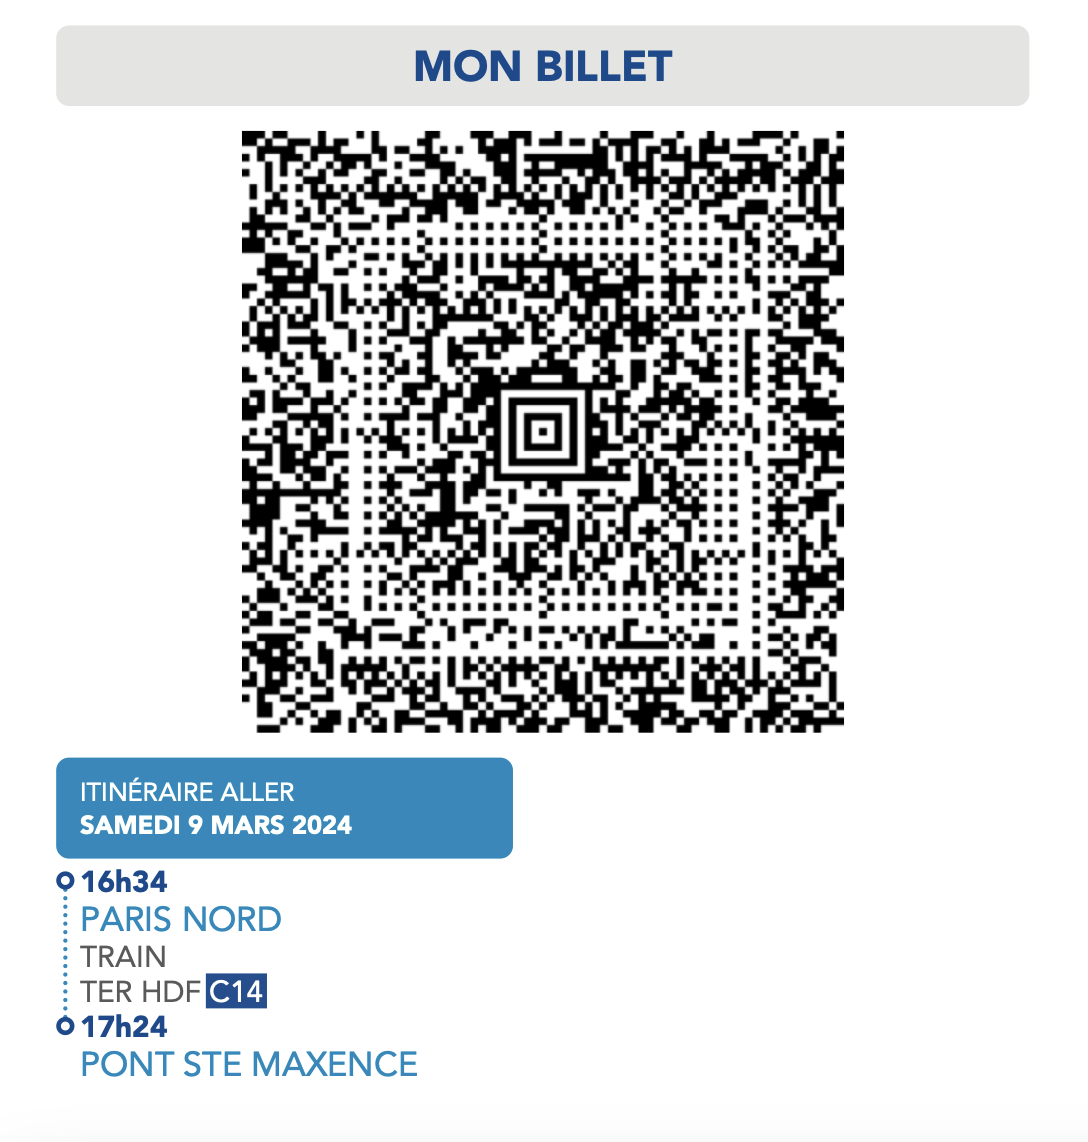 MON BILLET
ITINÉRAIRE ALLER
SAMEDI 9 MARS 2024
16h34
PARIS NORD
TRAIN
TER HDF C14
17h24
PONT STE MAXENCE